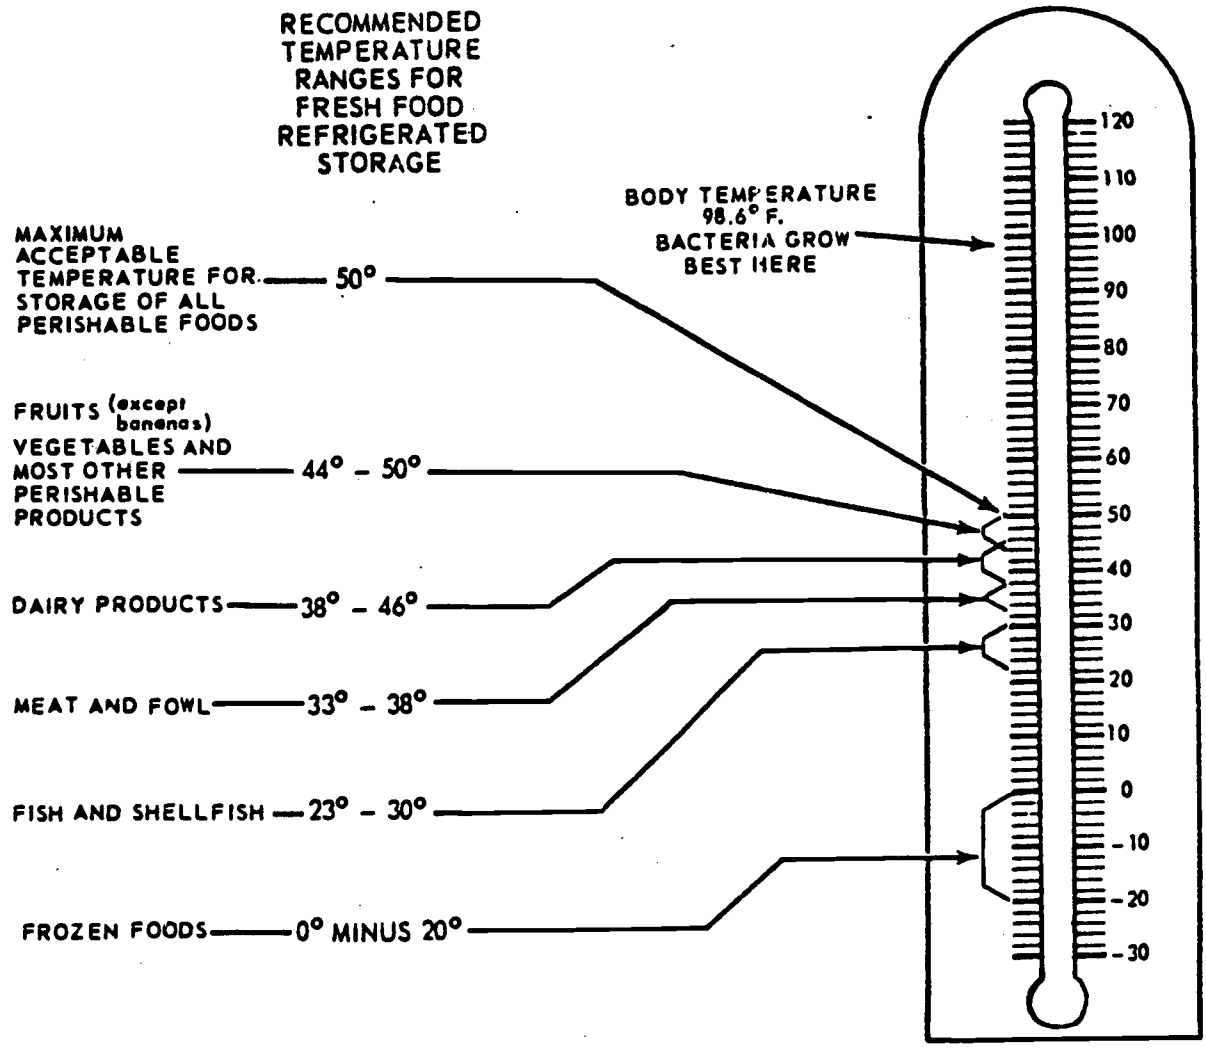 RECOMMENDED
TEMPERATURE
RANGES FOR
FRESH FOOD
REFRIGERATED
STORAGE
BODY TEMPERATURE
98.6° F.
BACTERIA GROW
BEST HERE
MAXIMUM
ACCEPTABLE
TEMPERATURE FOR 50°
STORAGE OF ALL
PERISHABLE FOODS
FRUITS (except
bananas)
VEGETABLES AND
MOST OTHER 44° - 50°
PERISHABLE
PRODUCTS
DAIRY PRODUCTS 38° - 46°
MEAT AND FOWL 33° - 38°
FISH AND SHELLFISH 23° - 30°
FROZEN FOODS 0° MINUS 20°
120
110
100
90
80
70
60
50
40
30
20
10
0
-10
-20
-30